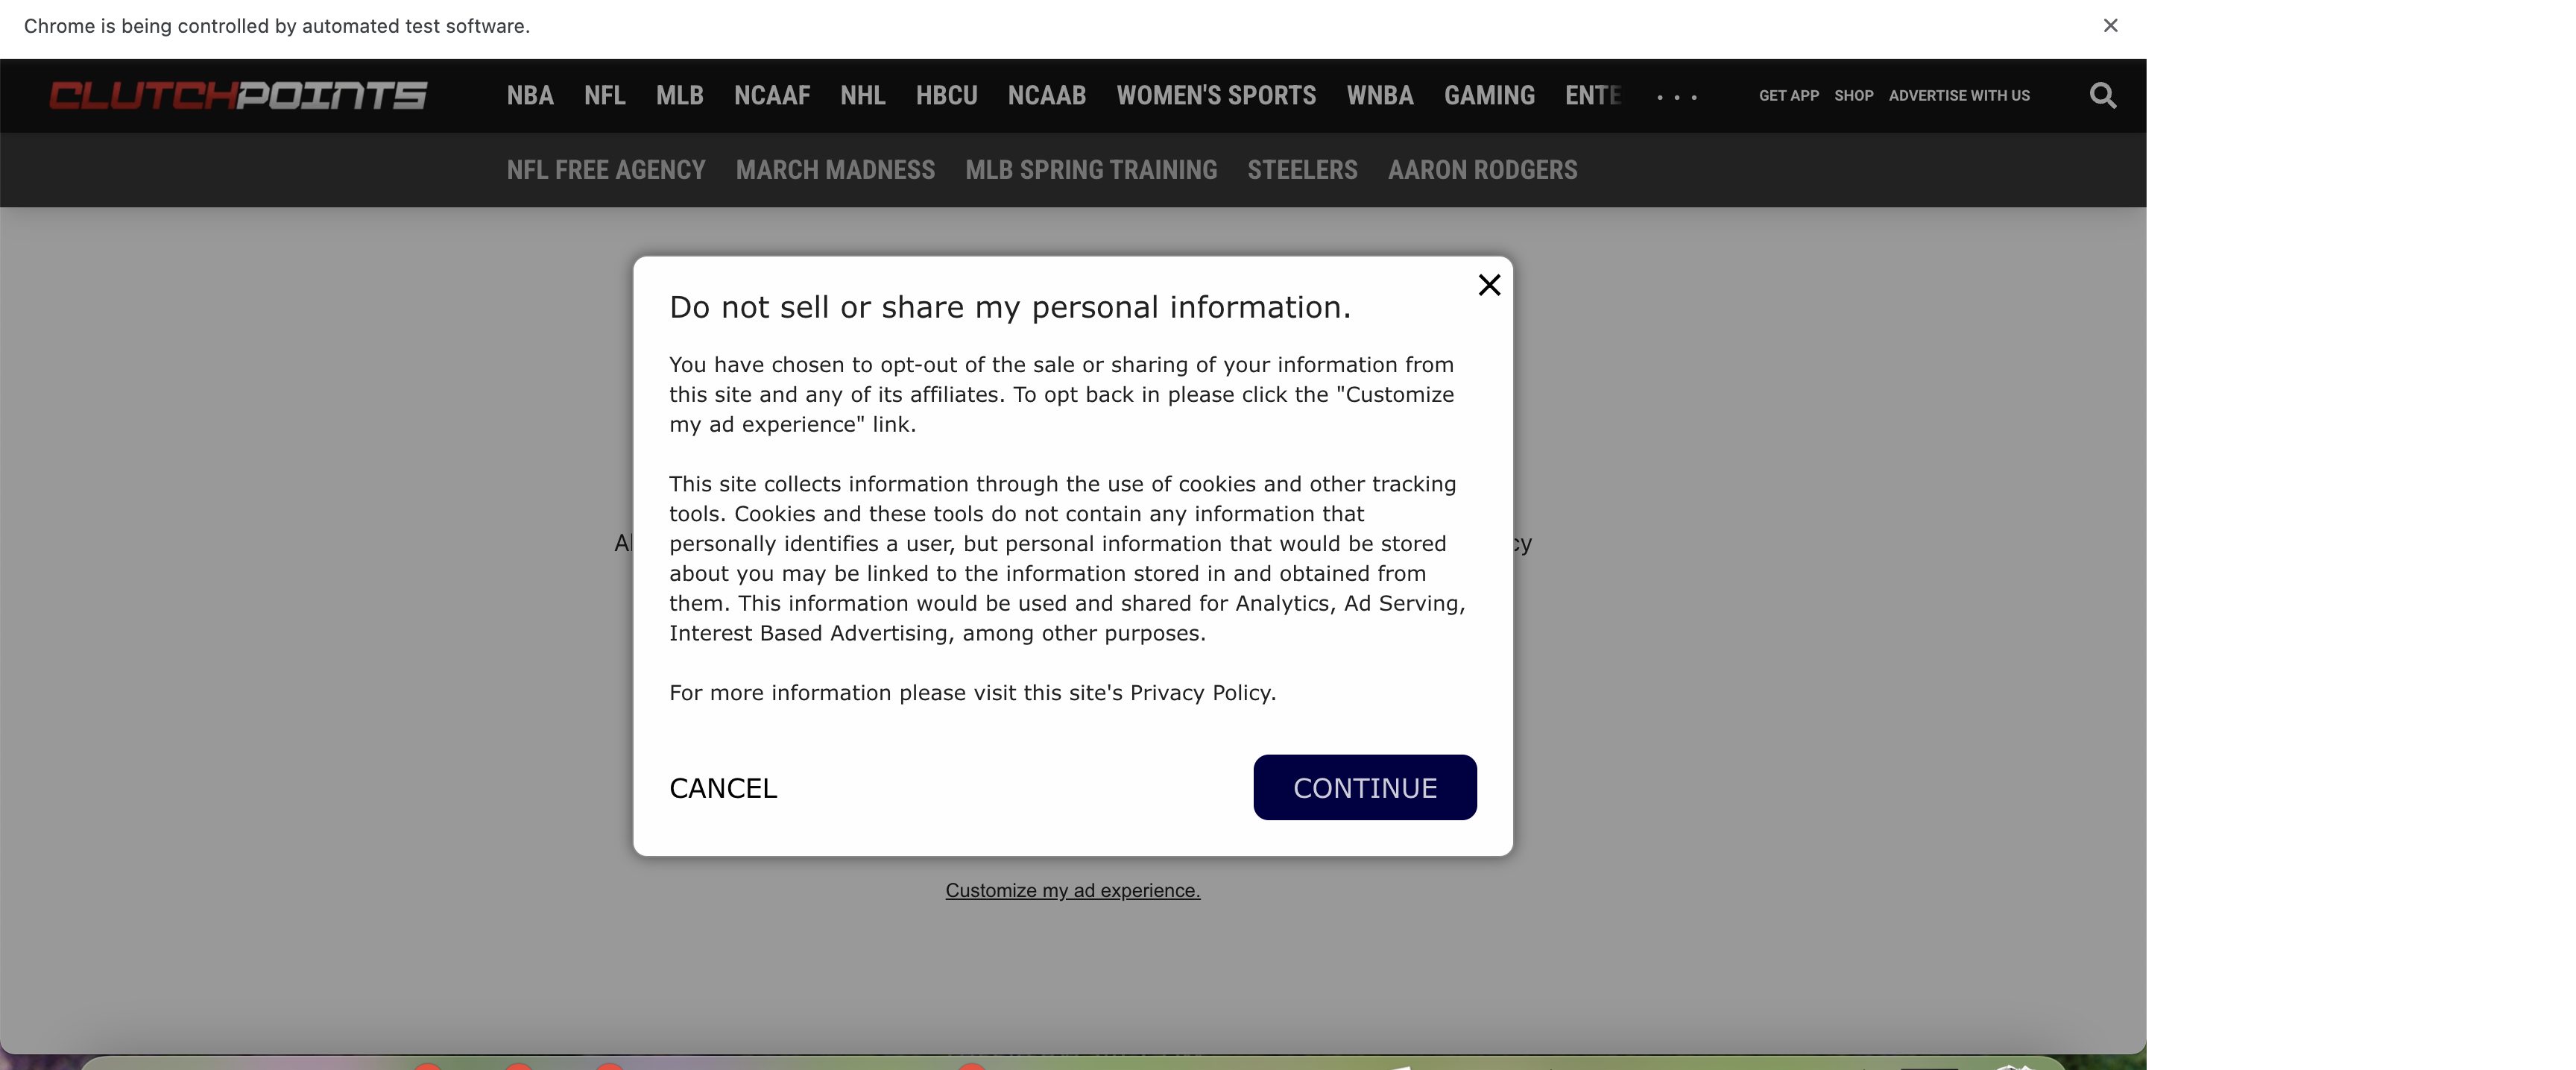 Chrome is being controlled by automated test software.
CLUTCHPOINTS NBA NFL MLB NCAAF NHL HBCU NCAAB WOMEN'S SPORTS WNBA GAMING ENTE ... GET APP SHOP ADVERTISE WITH US
NFL FREE AGENCY MARCH MADNESS MLB SPRING TRAINING STEELERS AARON RODGERS
Do not sell or share my personal information.
You have chosen to opt-out of the sale or sharing of your information from
this site and any of its affiliates. To opt back in please click the "Customize
my ad experience" link.
This site collects information through the use of cookies and other tracking
tools. Cookies and these tools do not contain any information that
personally identifies a user, but personal information that would be stored
about you may be linked to the information stored in and obtained from
them. This information would be used and shared for Analytics, Ad Serving,
Interest Based Advertising, among other purposes.
For more information please visit this site's Privacy Policy.
CANCEL CONTINUE
Customize my ad experience.